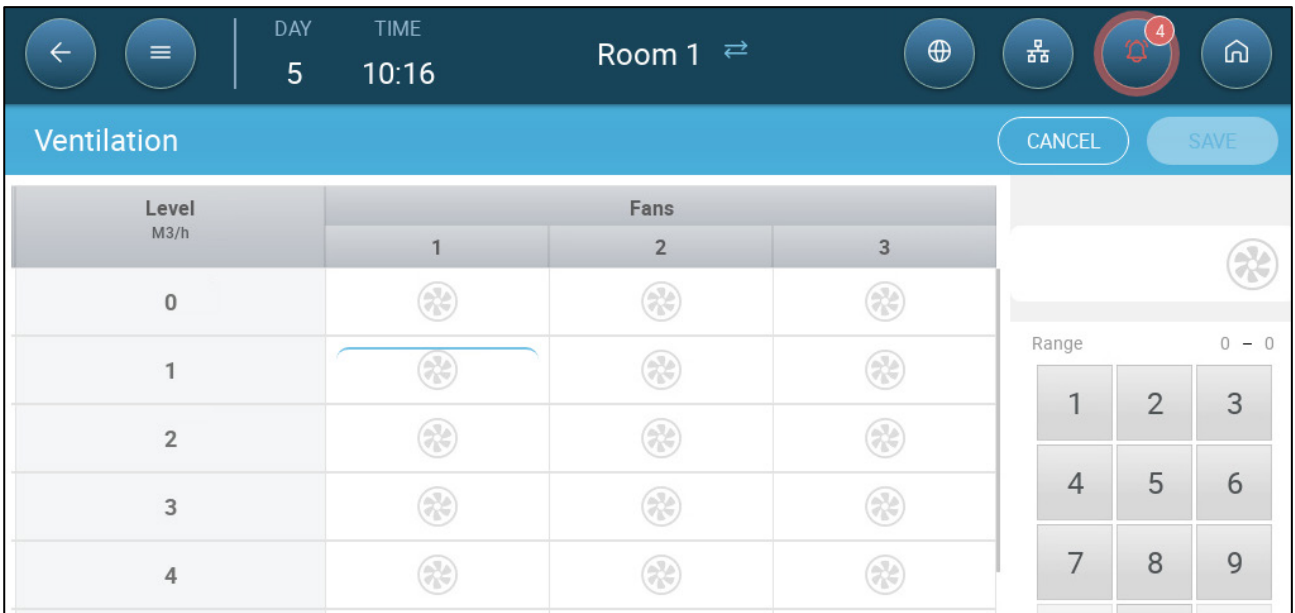 DAY TIME
5 10:16 Room 1
4
Ventilation CANCEL SAVE
Level Fans
M3/h 1 2 3
0
1
2
3
4
Range 0 – 0
1 2 3
4 5 6
7 8 9